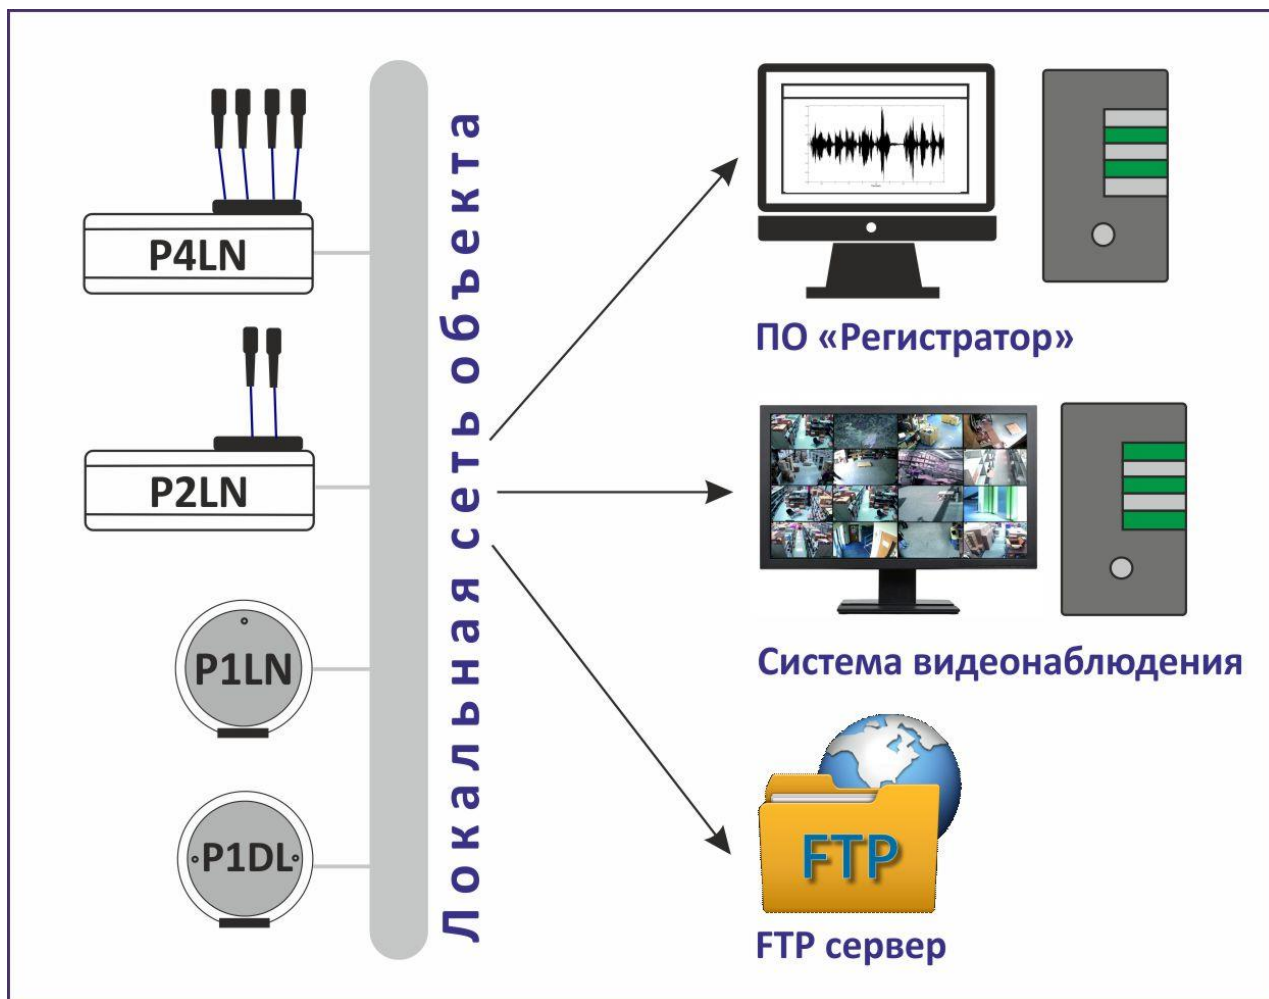 P4LN
P2LN
P1LN
P1DL
Локальная сеть объекта
ПО «Регистратор»
Система видеонаблюдения
FTP
FTP сервер